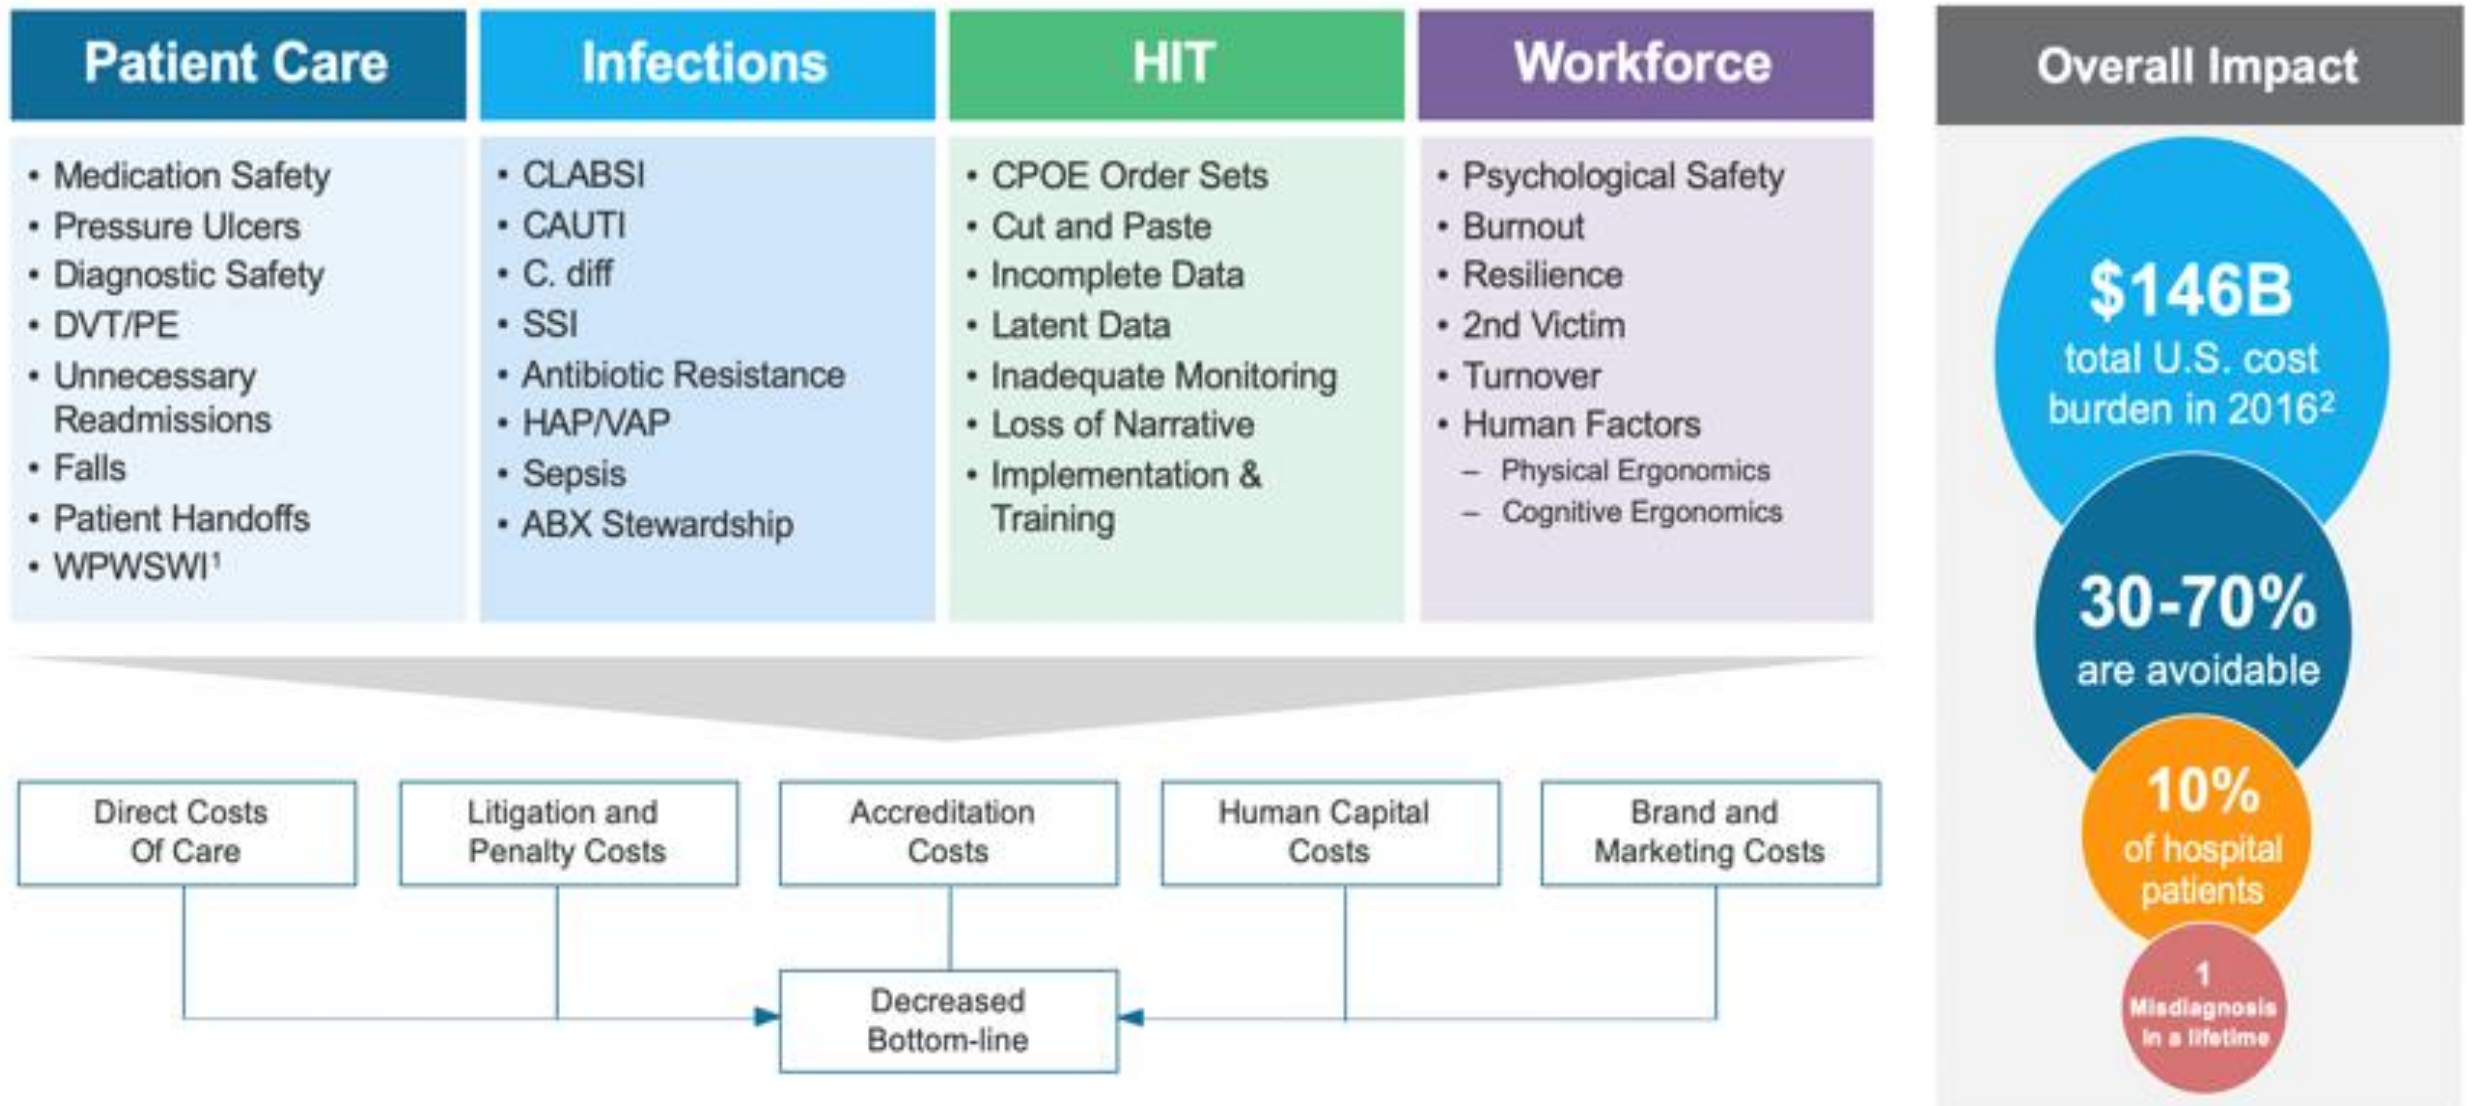 Patient Care
• Medication Safety
• Pressure Ulcers
• Diagnostic Safety
• DVT/PE
• Unnecessary
Readmissions
• Falls
• Patient Handoffs
• WPWSWI¹
Infections
• CLABSI
• CAUTI
• C. diff
• SSI
• Antibiotic Resistance
• HAP/VAP
• Sepsis
• ABX Stewardship
HIT
• CPOE Order Sets
• Cut and Paste
• Incomplete Data
• Latent Data
• Inadequate Monitoring
• Loss of Narrative
• Implementation &
Training
Workforce
• Psychological Safety
• Burnout
• Resilience
• 2nd Victim
• Turnover
• Human Factors
– Physical Ergonomics
– Cognitive Ergonomics
Direct Costs
Of Care
Litigation and
Penalty Costs
Accreditation
Costs
Human Capital
Costs
Brand and
Marketing Costs
Decreased
Bottom-line
Overall Impact
$146B
total U.S. cost
burden in 2016²
30-70%
are avoidable
10%
of hospital
patients
1
Misdiagnosis
in a lifetime